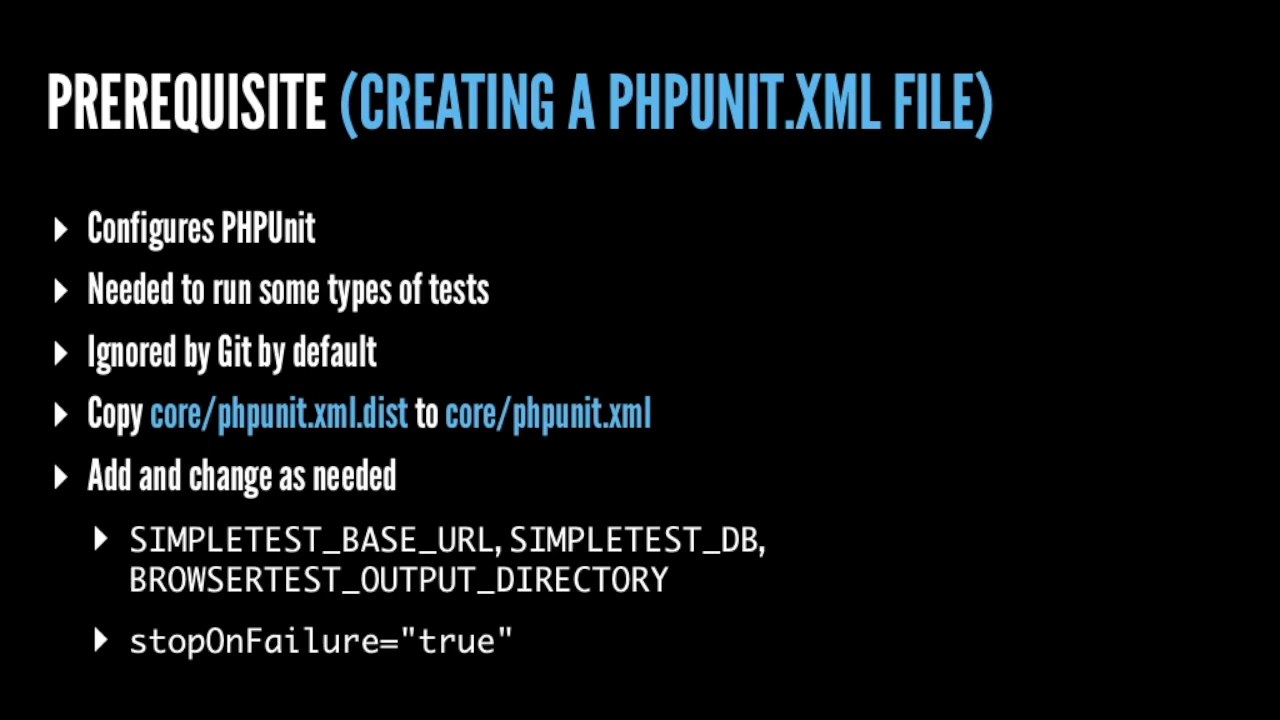 PREREQUISITE (CREATING A PHPUNIT.XML FILE)
Configures PHPUnit
Needed to run some types of tests
Ignored by Git by default
Copy core/phpunit.xml.dist to core/phpunit.xml
Add and change as needed
SIMPLETEST_BASE_URL, SIMPLETEST_DB,
BROWSERTEST_OUTPUT_DIRECTORY
stopOnFailure="true"